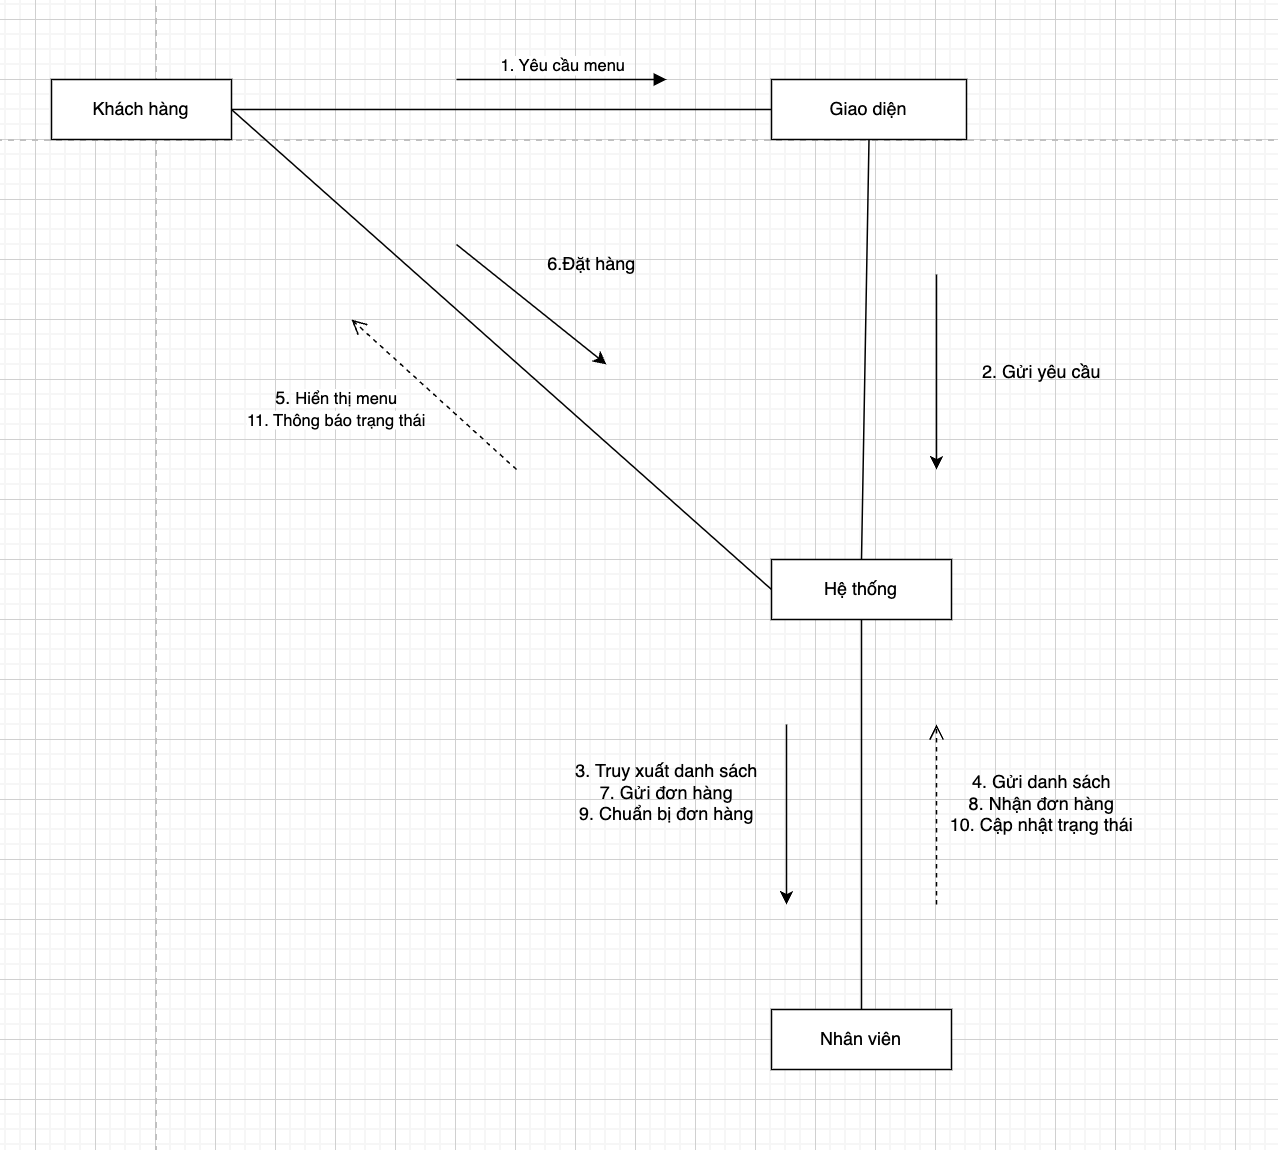 1. Yêu cầu menu
Khách hàng
Giao diện
6.Đặt hàng
2. Gửi yêu cầu
5. Hiển thị menu
11. Thông báo trạng thái
Hệ thống
3. Truy xuất danh sách
7. Gửi đơn hàng
9. Chuẩn bị đơn hàng
4. Gửi danh sách
8. Nhận đơn hàng
10. Cập nhật trạng thái
Nhân viên